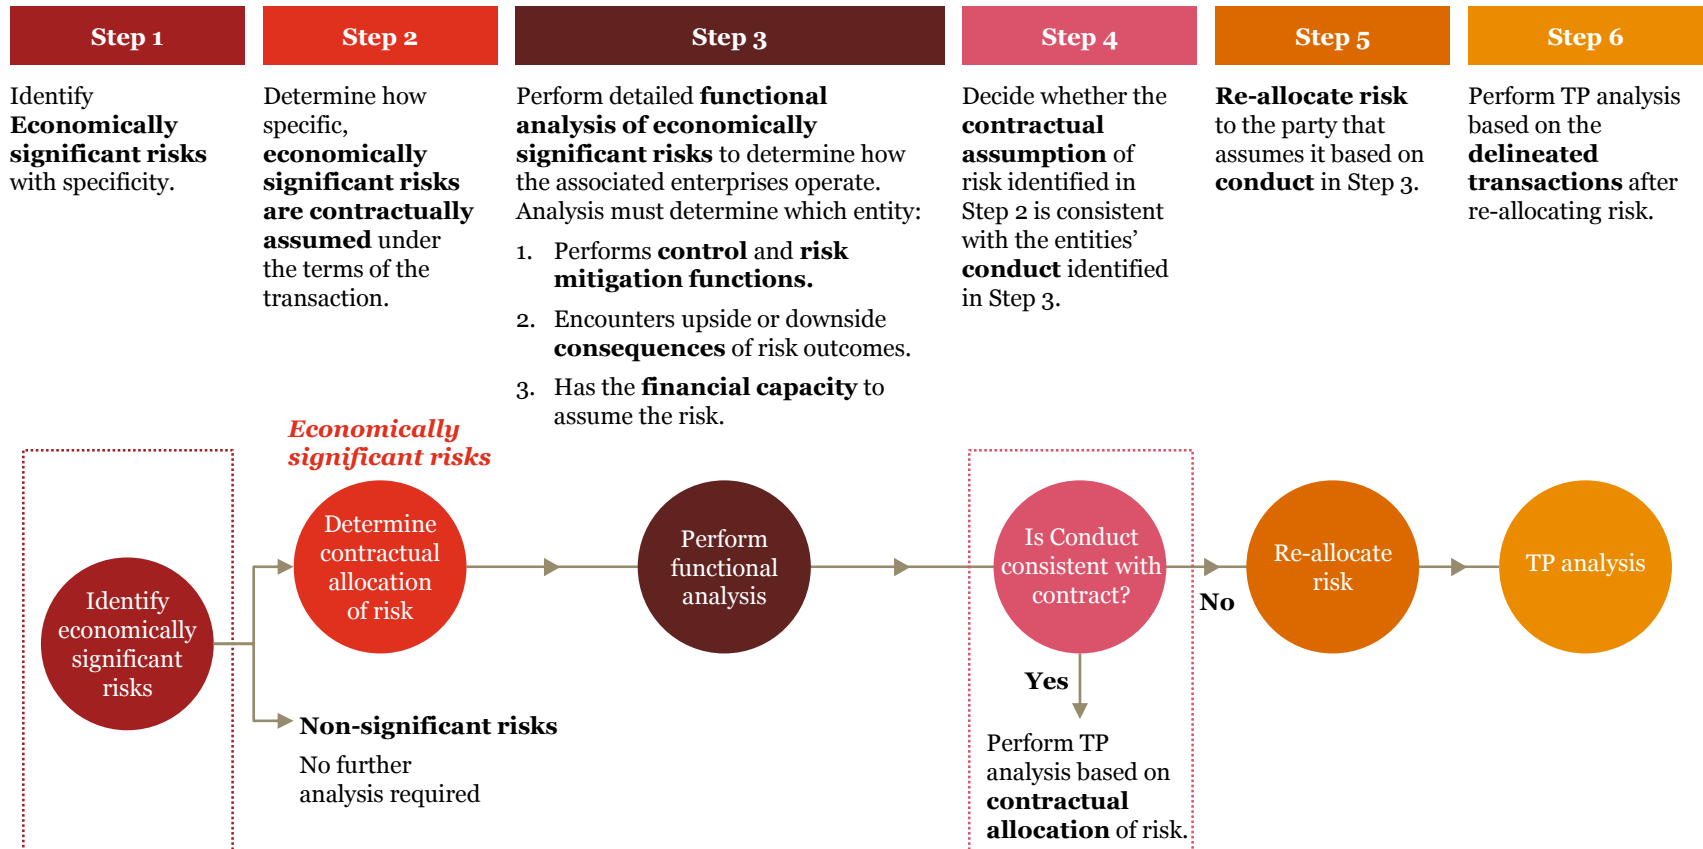 Step 1
Step 2
Step 3
Step 4
Step 5
Step 6
Identify
Economically
significant risks
with specificity.
Determine how
specific,
economically
significant risks
are contractually
assumed under
the terms of the
transaction.
Perform detailed functional
analysis of economically
significant risks to determine how
the associated enterprises operate.
Analysis must determine which entity:
1. Performs control and risk
mitigation functions.
2. Encounters upside or downside
consequences of risk outcomes.
3. Has the financial capacity to
assume the risk.
Decide whether the
contractual
assumption of
risk identified in
Step 2 is consistent
with the entities’
conduct identified
in Step 3.
Re-allocate risk
to the party that
assumes it based on
conduct in Step 3.
Perform TP analysis
based on the
delineated
transactions after
re-allocating risk.
Economically
significant risks
Identify
economically
significant
risks
Determine
contractual
allocation
of risk
Non-significant risks
No further
analysis required
Perform
functional
analysis
Is Conduct
consistent with
contract?
No
Yes
Perform TP
analysis based on
contractual
allocation of risk.
Re-allocate
risk
TP analysis